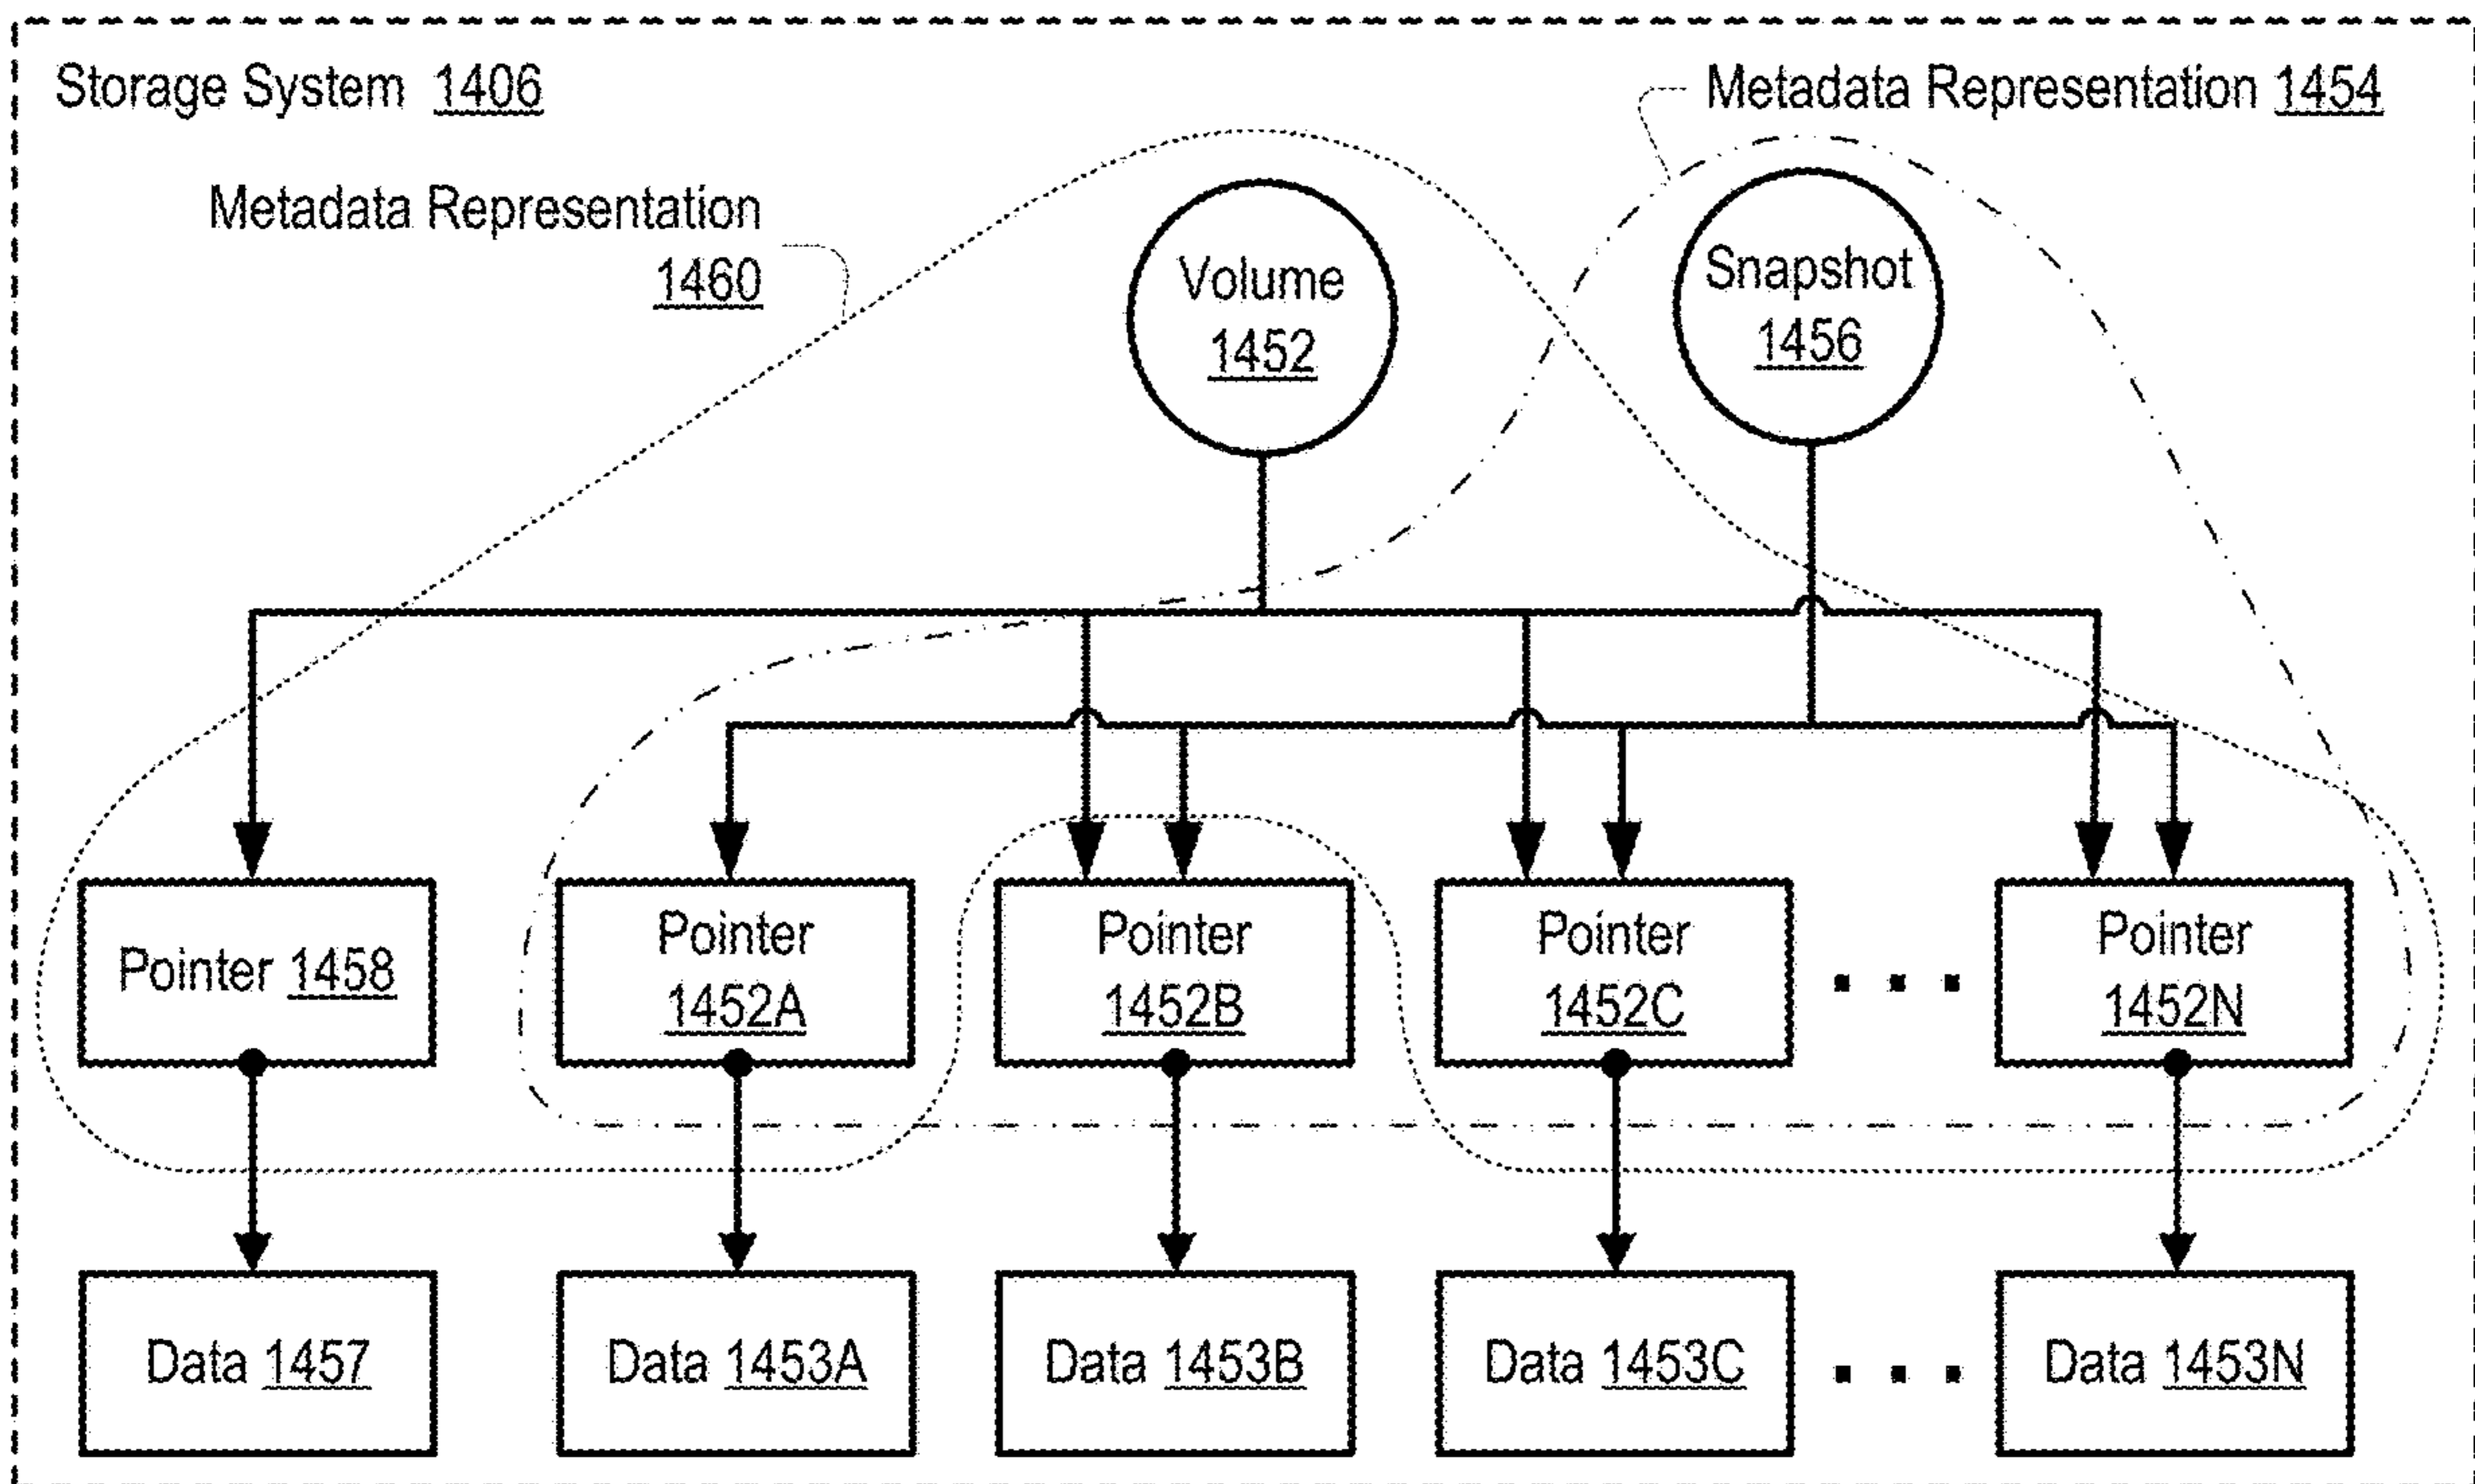 Storage System 1406
Metadata Representation 1454
Metadata Representation
1460
Volume
1452
Snapshot
1456
Pointer 1458
Pointer
1452A
Pointer
1452B
Pointer
1452C
. . .
Pointer
1452N
Data 1457
Data 1453A
Data 1453B
Data 1453C
. . .
Data 1453N